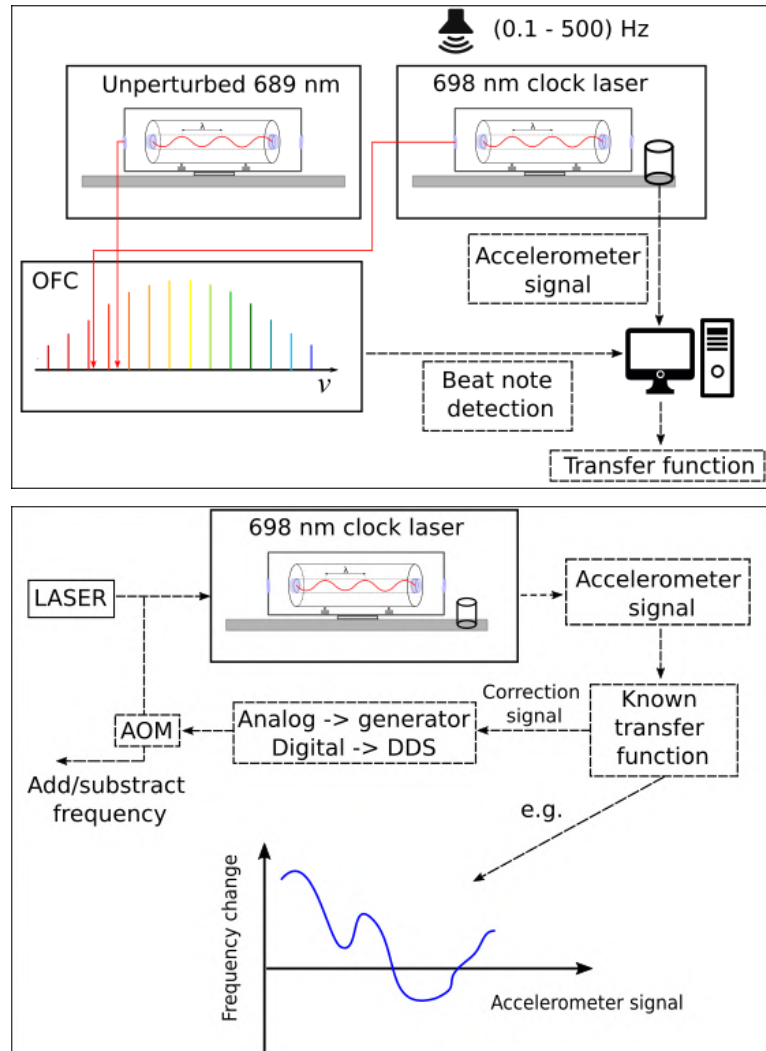 (0.1 - 500) Hz
Unperturbed 689 nm
698 nm clock laser
λ
λ
Accelerometer
signal
OFC
ν
Beat note
detection
Transfer function
698 nm clock laser
λ
LASER
Accelerometer
signal
Correction
signal
Known
transfer
function
Analog -> generator
Digital -> DDS
AOM
Add/substract
frequency
e.g.
Frequency change
Accelerometer signal